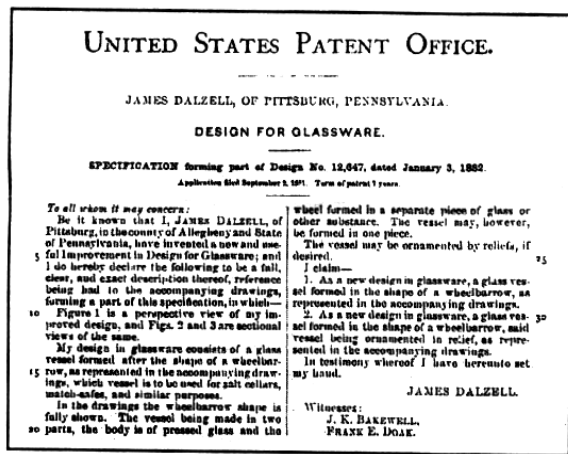 UNITED STATES PATENT OFFICE.
JAMES DALZELL, OF PITTSBURG, PENNSYLVANIA.
DESIGN FOR GLASSWARE.
SPECIFICATION forming part of Design No. 12,647, dated January 3, 1882.
Application filed September 2, 1881. Term of patent 7 years.
To all whom it may concern:
Be it known that I, JAMES DALZELL, of
Pittsburg, in the county of Allegheny and State
of Pennsylvania, have invented a new and use-
5 ful Improvement in Design for Glassware; and
I do hereby declare the following to be a full,
clear, and exact description thereof, reference
being had to the accompanying drawings,
forming a part of this specification, in which—
10 Figure 1 is a perspective view of my im-
proved design, and Figs. 2 and 3 are sectional
views of the same.
My design in glassware consists of a glass
vessel formed after the shape of a wheelbar-
15 row, as represented in the accompanying draw-
ings, which vessel is to be used for salt cellars,
match-safes, and similar purposes.
In the drawings the wheelbarrow shape is
fully shown. The vessel being made in two
20 parts, the body is of pressed glass and the
wheel formed in a separate piece of glass or
other substance. The vessel may, however,
be formed in one piece.
The vessel may be ornamented by reliefs, if
desired. 25
I claim—
1. As a new design in glassware, a glass ves-
sel formed in the shape of a wheelbarrow, as
represented in the accompanying drawings.
2. As a new design in glassware, a glass ves- 30
sel formed in the shape of a wheelbarrow, said
vessel being ornamented in relief, as repre-
sented in the accompanying drawings.
In testimony whereof I have hereunto set
my hand.
JAMES DALZELL.
Witnesses:
J. K. BAKEWELL,
FRANK E. DOAK.